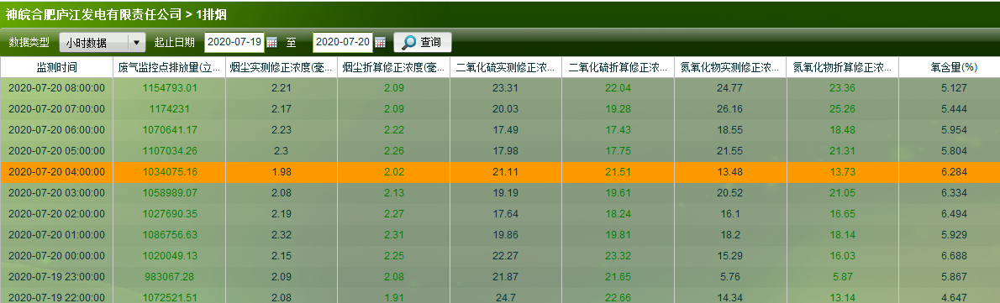 神皖合肥庐江发电有限责任公司 > 1排烟
数据类型 小时数据 起止日期 2020-07-19 至 2020-07-20 查询
监测时间 废气监控点排放量(立... 烟尘实测修正浓度(毫... 烟尘折算修正浓度(毫... 二氧化硫实测修正浓... 二氧化硫折算修正浓... 氮氧化物实测修正浓... 氮氧化物折算修正浓... 氧含量(%)
2020-07-20 08:00:00 1154793.01 2.21 2.09 23.31 22.04 24.77 23.36 5.127
2020-07-20 07:00:00 1174231 2.17 2.09 20.03 19.28 26.16 25.26 5.444
2020-07-20 06:00:00 1070641.17 2.23 2.22 17.49 17.43 18.55 18.48 5.954
2020-07-20 05:00:00 1107034.26 2.3 2.26 17.98 17.75 21.55 21.31 5.804
2020-07-20 04:00:00 1034075.16 1.98 2.02 21.11 21.51 13.48 13.73 6.284
2020-07-20 03:00:00 1058989.07 2.08 2.13 19.19 19.61 20.52 21.05 6.334
2020-07-20 02:00:00 1027690.35 2.19 2.27 17.64 18.24 16.1 16.65 6.494
2020-07-20 01:00:00 1086756.63 2.32 2.31 19.86 19.81 18.2 18.14 5.929
2020-07-20 00:00:00 1020049.13 2.15 2.25 22.27 23.32 15.29 16.03 6.688
2020-07-19 23:00:00 983067.28 2.09 2.08 21.87 21.65 5.76 5.87 5.867
2020-07-19 22:00:00 1072521.51 2.08 1.91 24.7 22.66 14.34 13.14 4.647